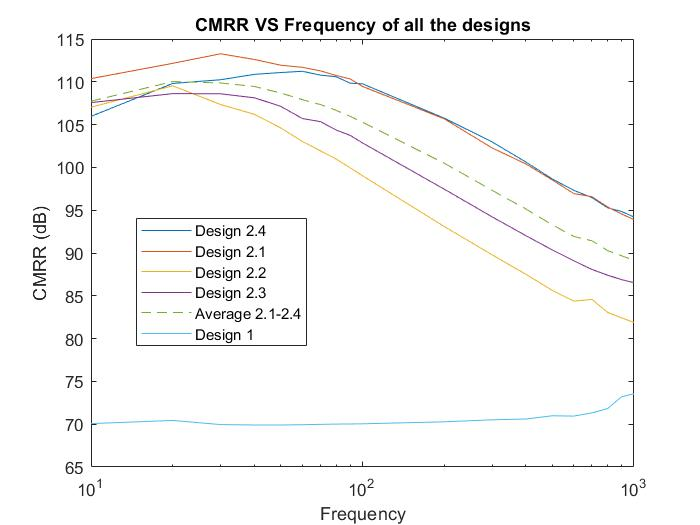 CMRR VS Frequency of all the designs
115
110
105
100
95
90
85
80
75
70
65
CMRR (dB)
Design 2.4
Design 2.1
Design 2.2
Design 2.3
Average 2.1-2.4
Design 1
10^1
10^2
10^3
Frequency